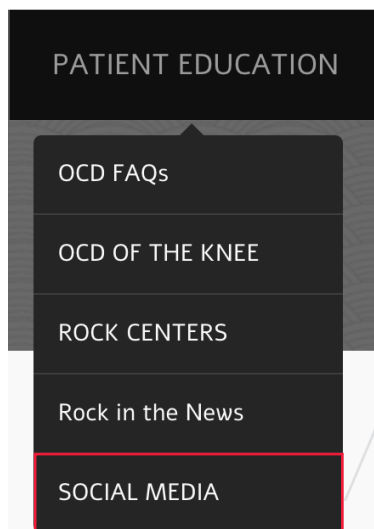 PATIENT EDUCATION
OCD FAQs
OCD OF THE KNEE
ROCK CENTERS
Rock in the News
SOCIAL MEDIA